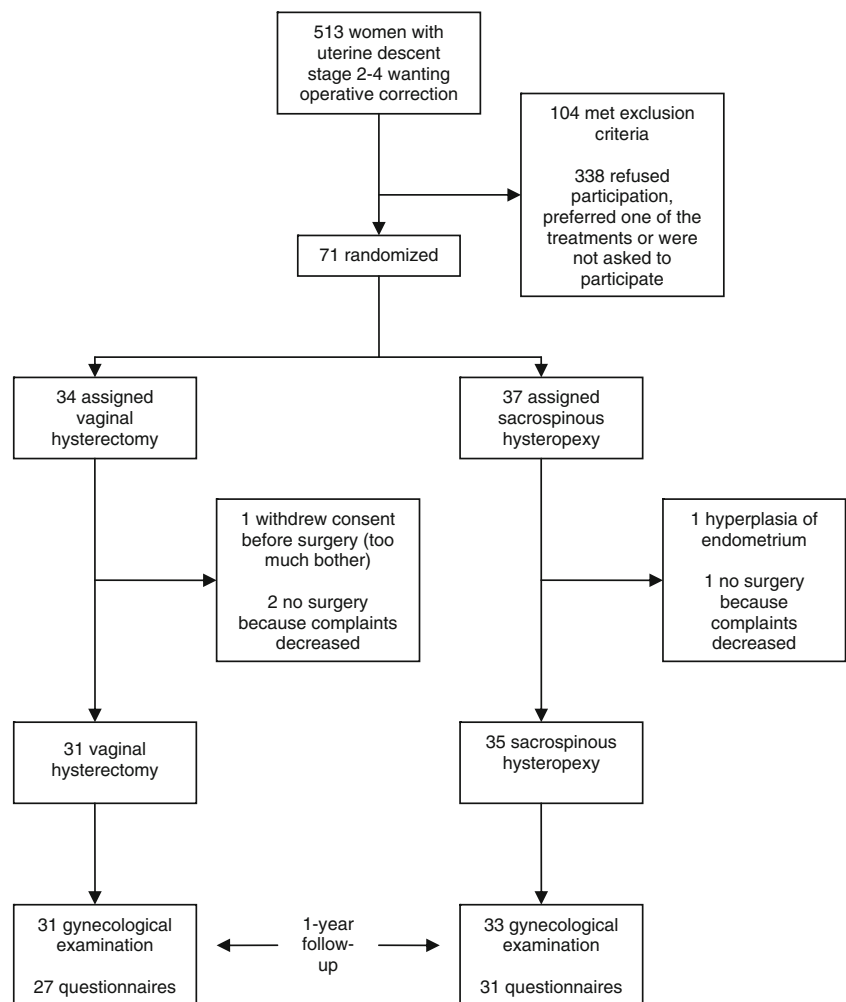 513 women with
uterine descent
stage 2-4 wanting
operative correction
104 met exclusion
criteria
338 refused
participation,
preferred one of the
treatments or were
not asked to
participate
71 randomized
34 assigned
vaginal
hysterectomy
37 assigned
sacrospinous
hysteropexy
1 withdrew consent
before surgery (too
much bother)
2 no surgery
because complaints
decreased
1 hyperplasia of
endometrium
1 no surgery
because
complaints
decreased
31 vaginal
hysterectomy
35 sacrospinous
hysteropexy
31 gynecological
examination
27 questionnaires
1-year
follow-
up
33 gynecological
examination
31 questionnaires